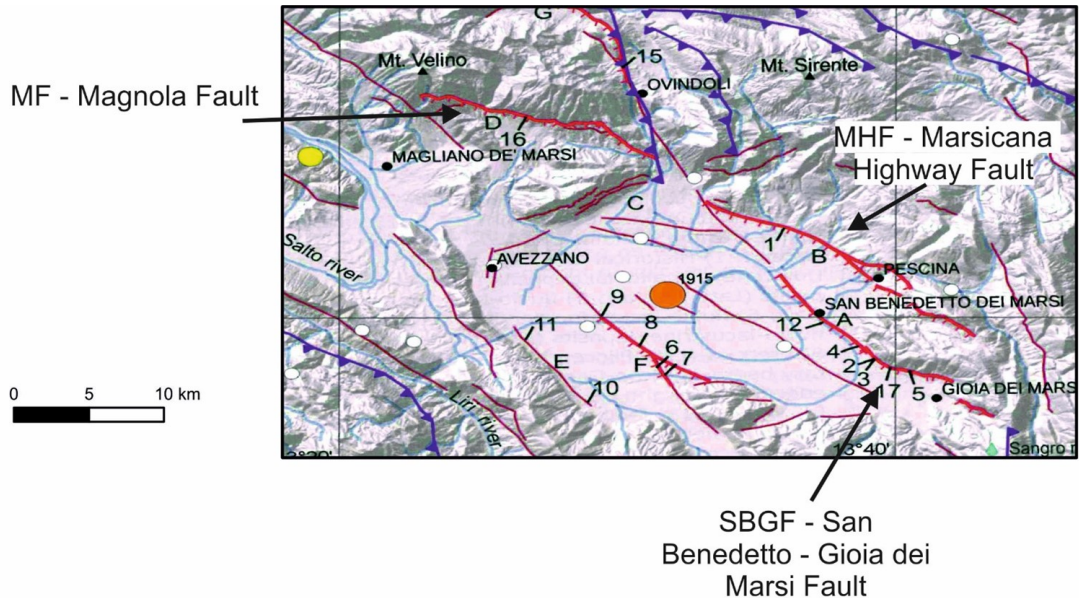 G
15
Mt. Velino
Mt. Sirente
OVINDOLI
MF - Magnola Fault
D
16
MHF - Marsicana
Highway Fault
MAGLIANO DE' MARSI
C
1
B
Salto river
AVEZZANO
PESCINA
1915
SAN BENEDETTO DEI MARSI
9
12
A
11
8
4
E
F
6
7
2
3
17
5
GIOIA DEI MARS
10
0
5
10 km
Liri river
13°40'
Sangro r
SBGF - San
Benedetto - Gioia dei
Marsi Fault